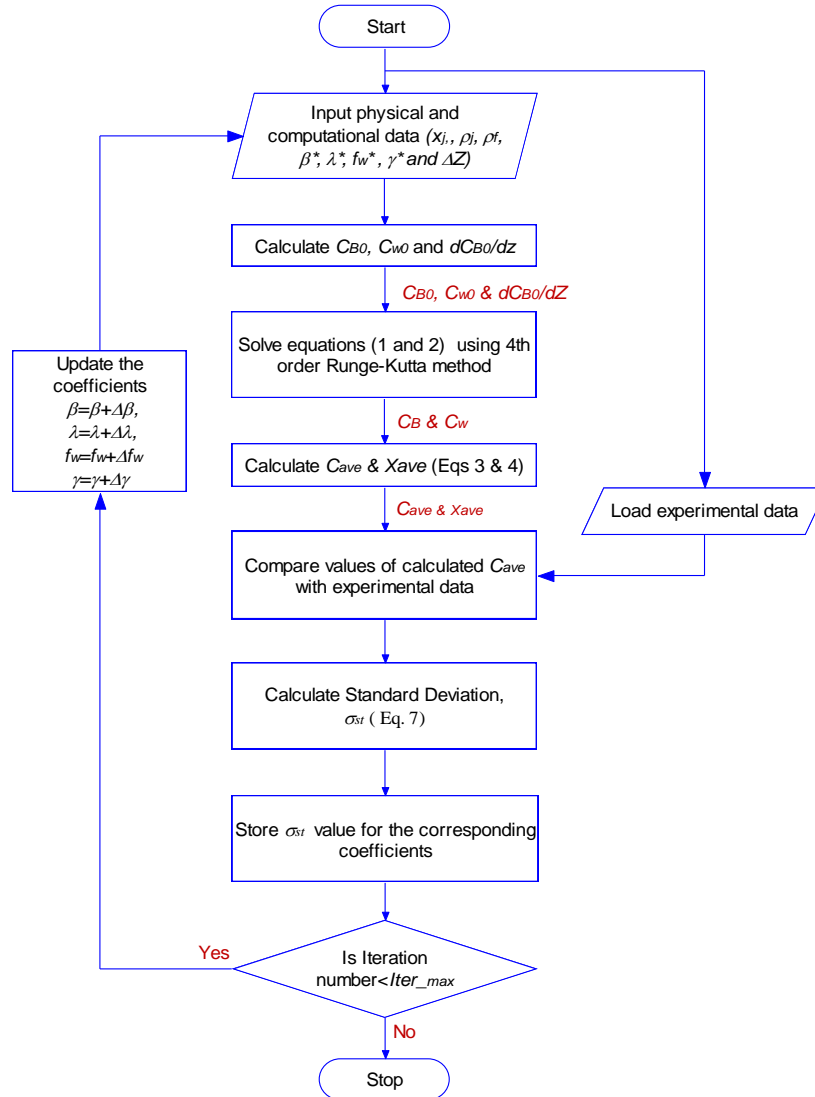 Start
Input physical and
computational data (xj,, ρj, ρf,
β*, λ*, fw*, γ* and ΔZ)
Calculate CB0, Cw0 and dCB0/dz
CB0, Cw0 & dCB0/dZ
Solve equations (1 and 2) using 4th
order Runge-Kutta method
Update the
coefficients
β=β+Δβ,
λ=λ+Δλ,
fw=fw+Δfw
γ=γ+Δγ
CB & Cw
Calculate Cave & Xave (Eqs 3 & 4)
Cave & Xave
Load experimental data
Compare values of calculated Cave
with experimental data
Calculate Standard Deviation,
σst ( Eq. 7)
Store σst value for the corresponding
coefficients
Yes
Is Iteration
number<Iter_max
No
Stop